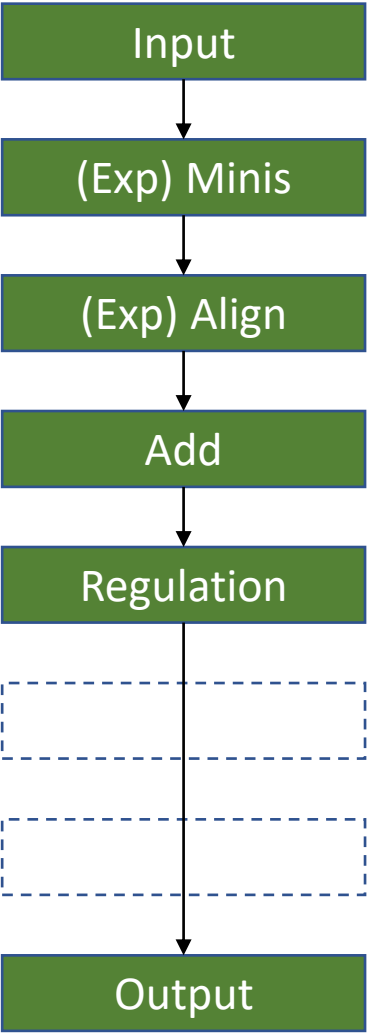 Input
(Exp) Minis
(Exp) Align
Add
Regulation
Output